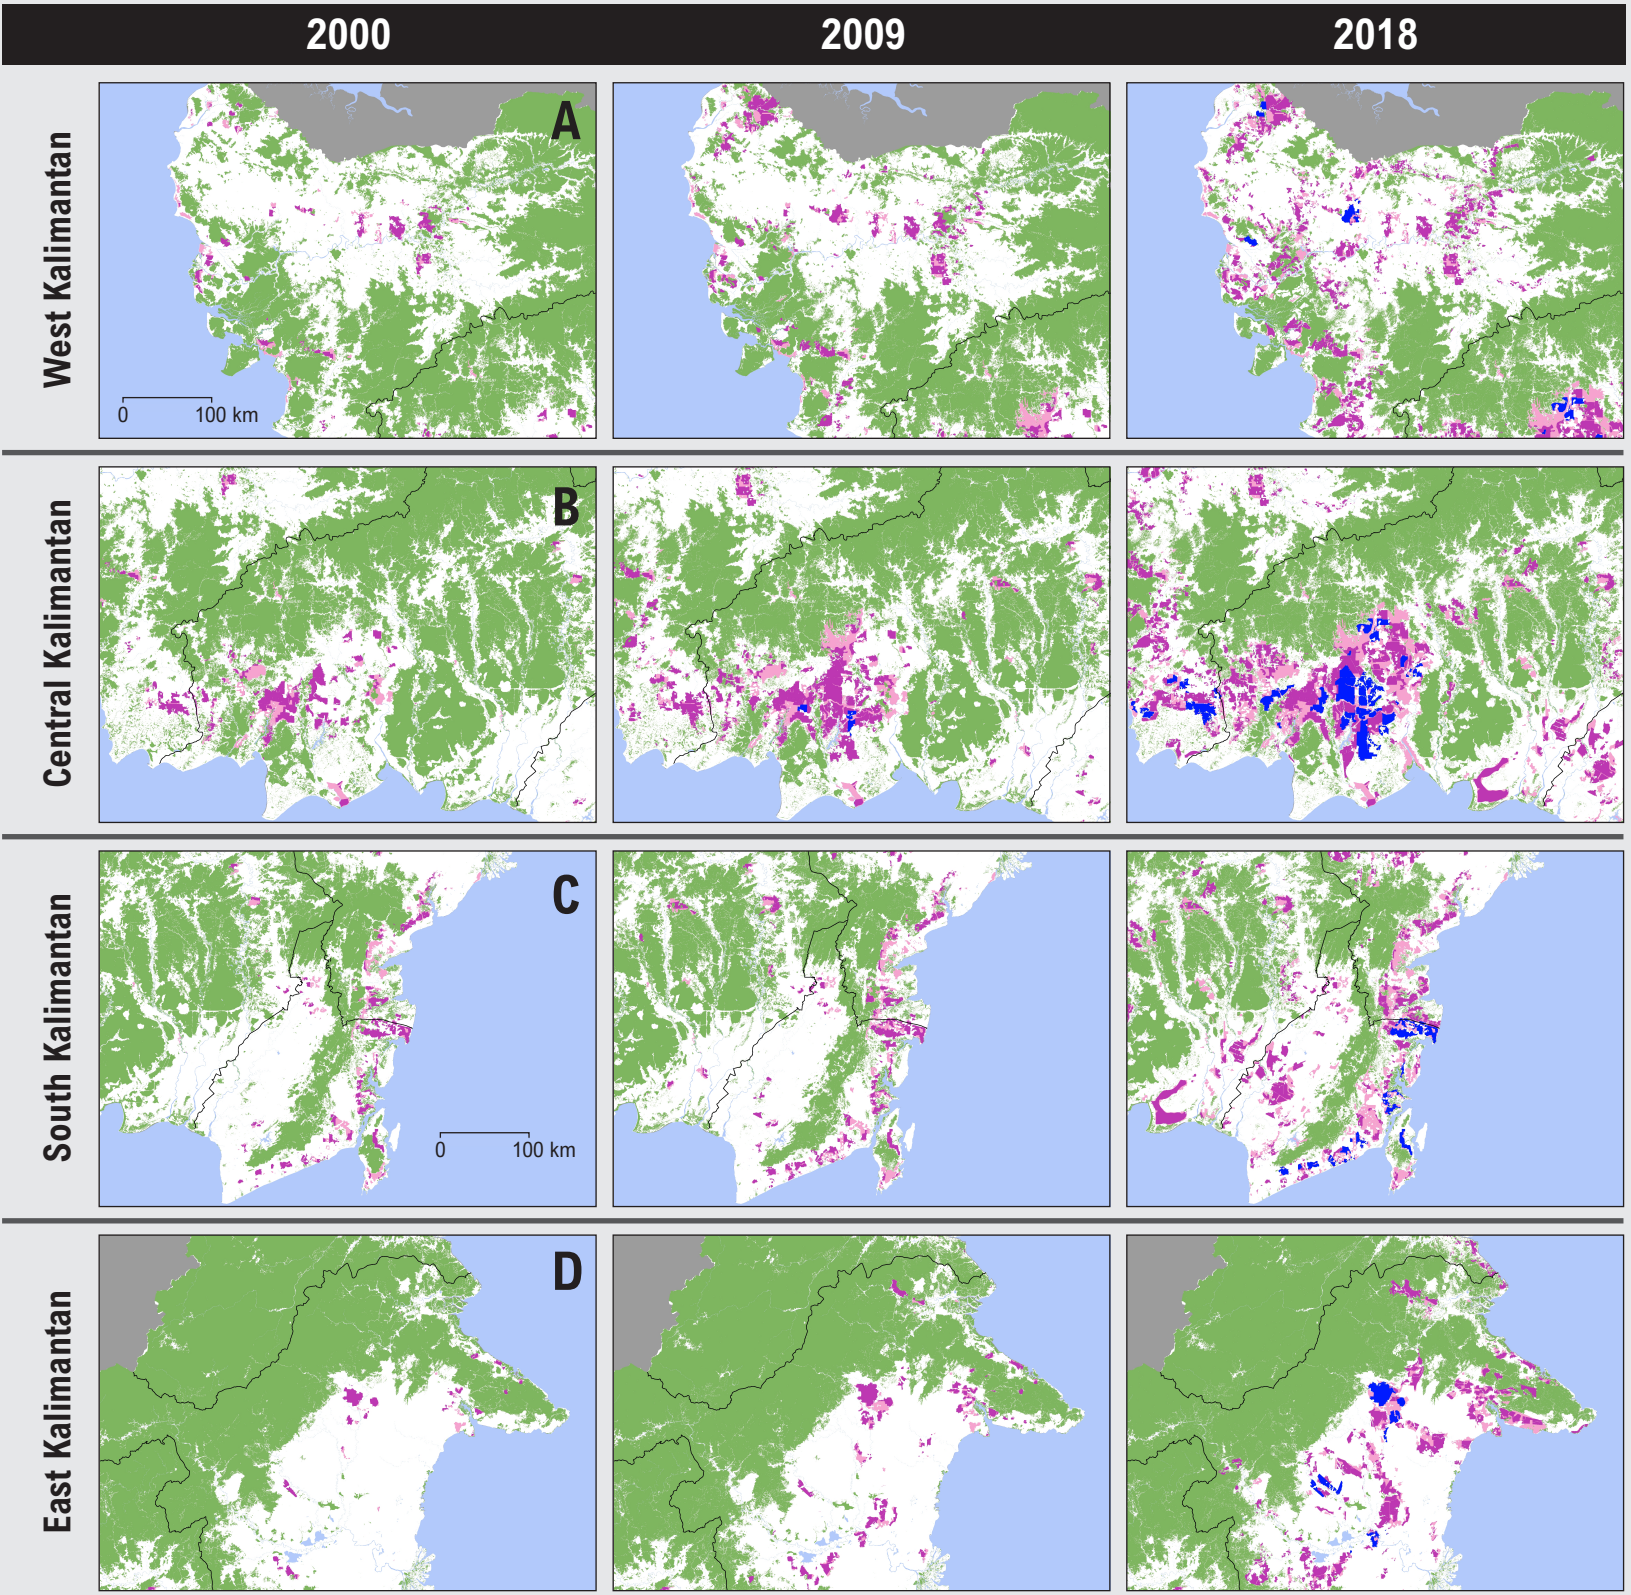 2000 2009 2018
West Kalimantan
A
0 100 km
Central Kalimantan
B
South Kalimantan
C
0 100 km
East Kalimantan
D